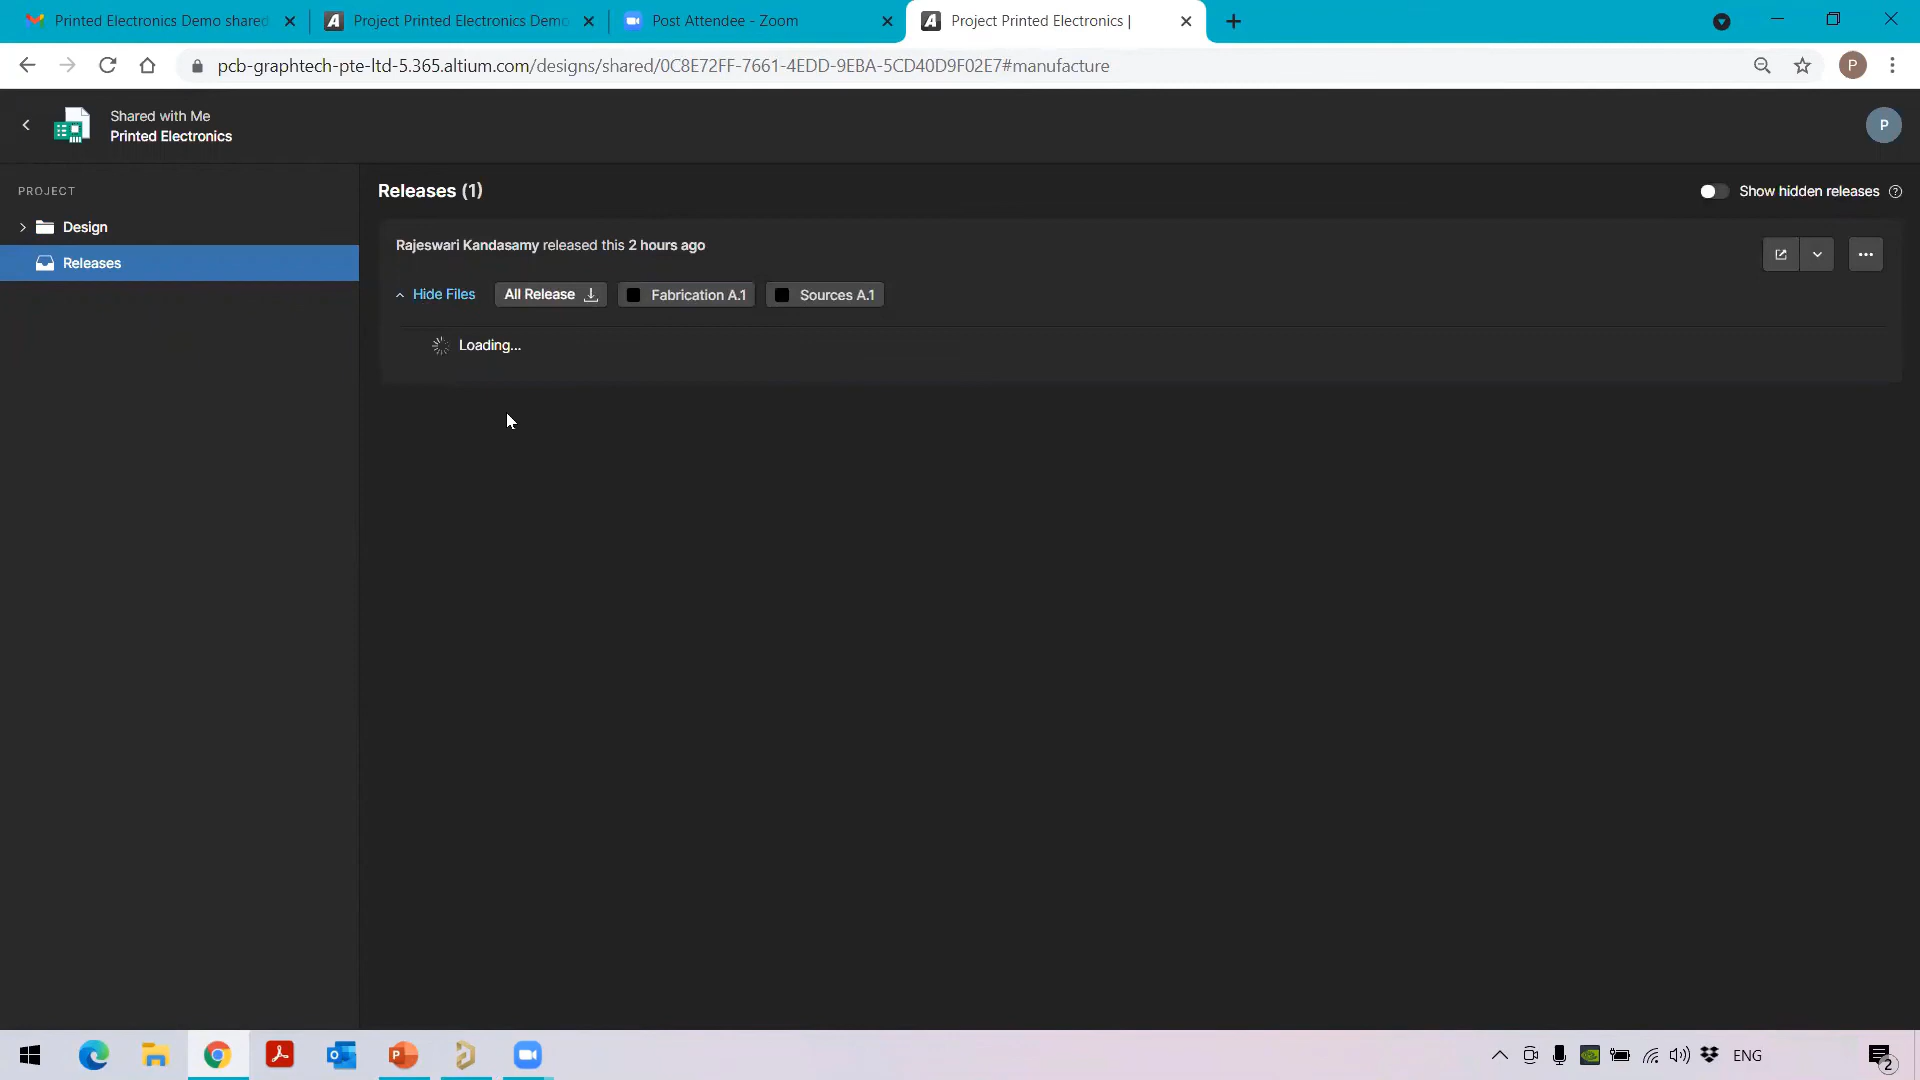 Printed Electronics Demo shared
Project Printed Electronics Demo
Post Attendee - Zoom
Project Printed Electronics |
pcb-graphtech-pte-ltd-5.365.altium.com/designs/shared/0C8E72FF-7661-4EDD-9EBA-5CD40D9F02E7#manufacture
P
Shared with Me
Printed Electronics
P
PROJECT
Design
Releases
Releases (1)
Show hidden releases
Rajeswari Kandasamy released this 2 hours ago
Hide Files
All Release
Fabrication A.1
Sources A.1
Loading...
ENG
2